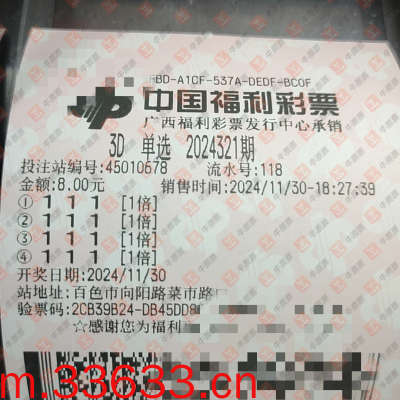 BD-A1CF-537A-DEDF-BC0F
中国福利彩票
广西福利彩票发行中心承销
3D 单选 2024321期
投注站编号:45010678 流水号:118
金额:8.00元 销售时间:2024/11/30-18:27:39
① 1 1 1 [1倍]
② 1 1 1 [1倍]
③ 1 1 1 [1倍]
④ 1 1 1 [1倍]
开奖日期:2024/11/30
站地址:百色市向阳路菜市路
验票码:2CB39B24-DB45DD8
☆感谢您为福利
m.33633.cn